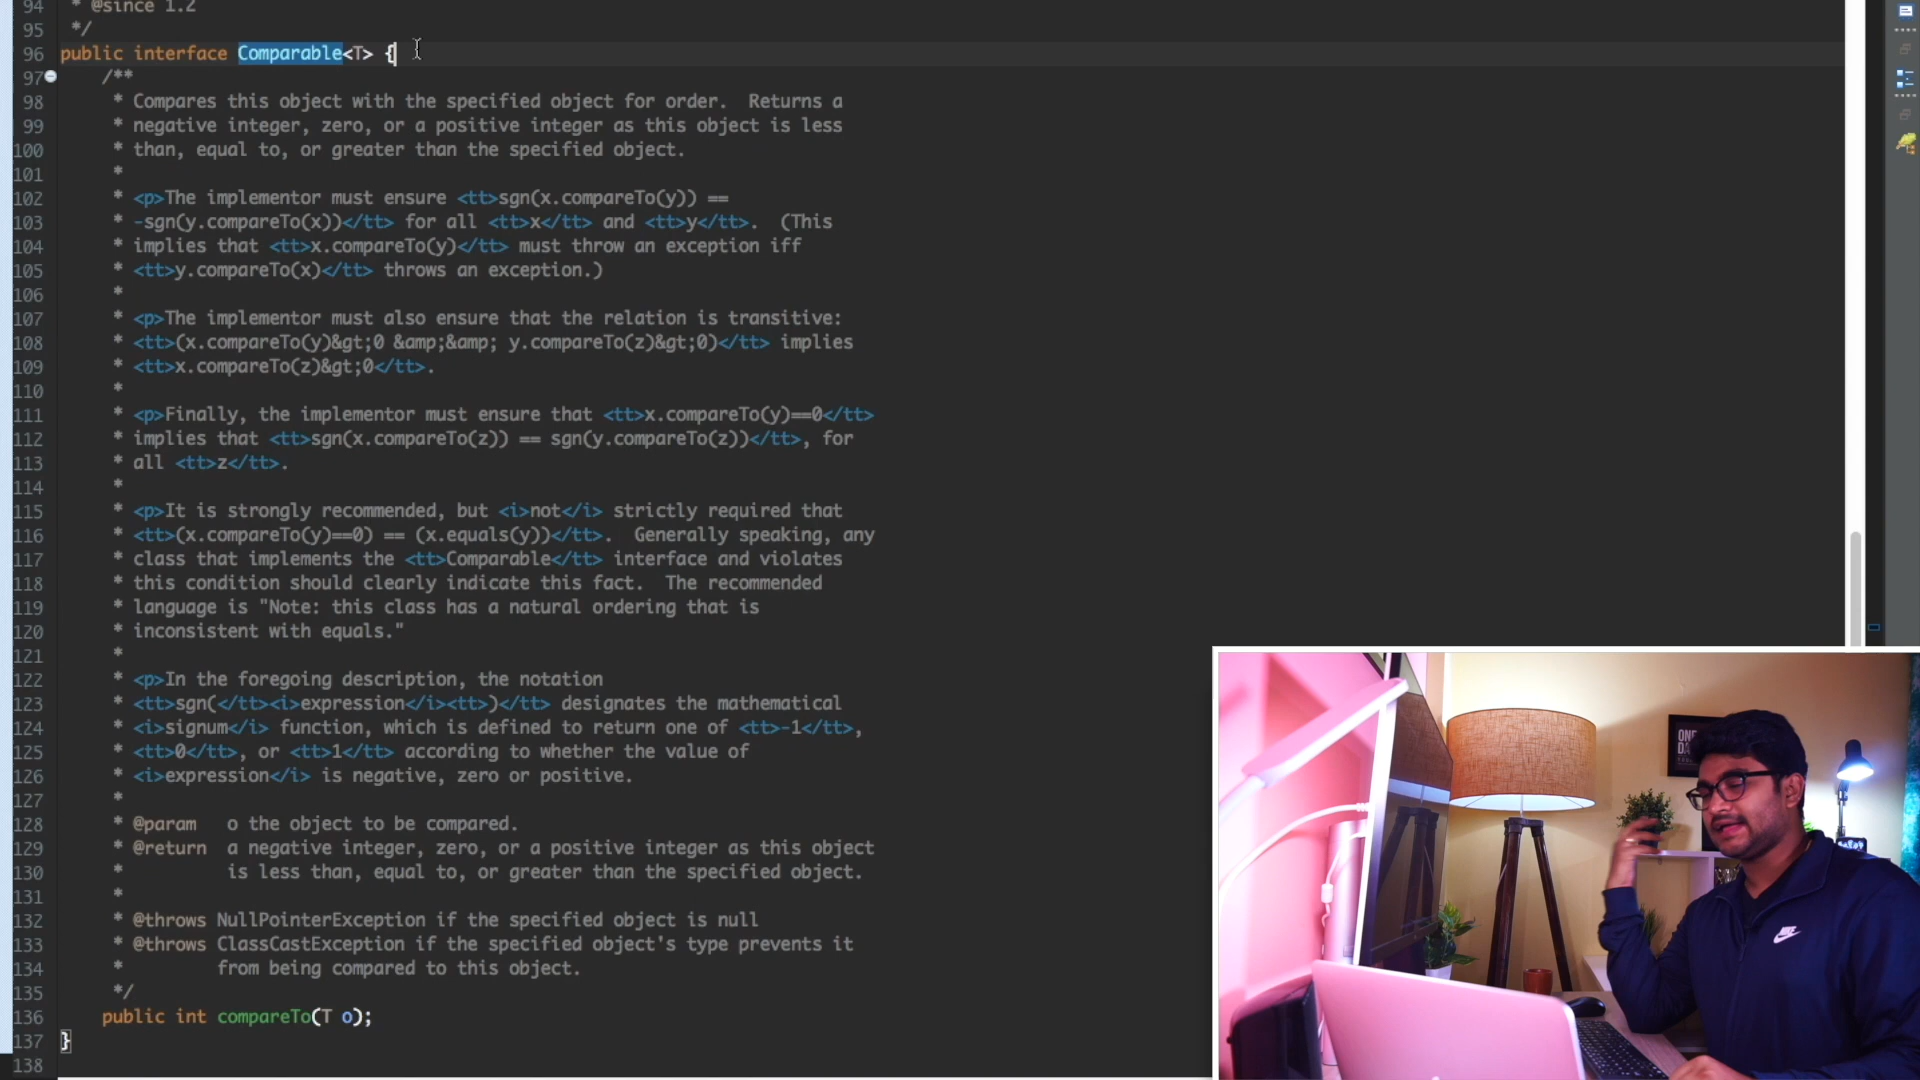 94 * @since 1.2
95 */
96 public interface Comparable<T> {
97 /**
98 * Compares this object with the specified object for order.  Returns a
99 * negative integer, zero, or a positive integer as this object is less
100 * than, equal to, or greater than the specified object.
101 *
102 * <p>The implementor must ensure <tt>sgn(x.compareTo(y)) ==
103 * -sgn(y.compareTo(x))</tt> for all <tt>x</tt> and <tt>y</tt>.  (This
104 * implies that <tt>x.compareTo(y)</tt> must throw an exception iff
105 * <tt>y.compareTo(x)</tt> throws an exception.)
106 *
107 * <p>The implementor must also ensure that the relation is transitive:
108 * <tt>(x.compareTo(y)&gt;0 &amp;&amp; y.compareTo(z)&gt;0)</tt> implies
109 * <tt>x.compareTo(z)&gt;0</tt>.
110 *
111 * <p>Finally, the implementor must ensure that <tt>x.compareTo(y)==0</tt>
112 * implies that <tt>sgn(x.compareTo(z)) == sgn(y.compareTo(z))</tt>, for
113 * all <tt>z</tt>.
114 *
115 * <p>It is strongly recommended, but <i>not</i> strictly required that
116 * <tt>(x.compareTo(y)==0) == (x.equals(y))</tt>.  Generally speaking, any
117 * class that implements the <tt>Comparable</tt> interface and violates
118 * this condition should clearly indicate this fact.  The recommended
119 * language is "Note: this class has a natural ordering that is
120 * inconsistent with equals."
121 *
122 * <p>In the foregoing description, the notation
123 * <tt>sgn(</tt><i>expression</i><tt>)</tt> designates the mathematical
124 * <i>signum</i> function, which is defined to return one of <tt>-1</tt>,
125 * <tt>0</tt>, or <tt>1</tt> according to whether the value of
126 * <i>expression</i> is negative, zero or positive.
127 *
128 * @param   o the object to be compared.
129 * @return  a negative integer, zero, or a positive integer as this object
130 *          is less than, equal to, or greater than the specified object.
131 *
132 * @throws NullPointerException if the specified object is null
133 * @throws ClassCastException if the specified object's type prevents it
134 *         from being compared to this object.
135 */
136 public int compareTo(T o);
137 }
138
ONE
DA
NIKE